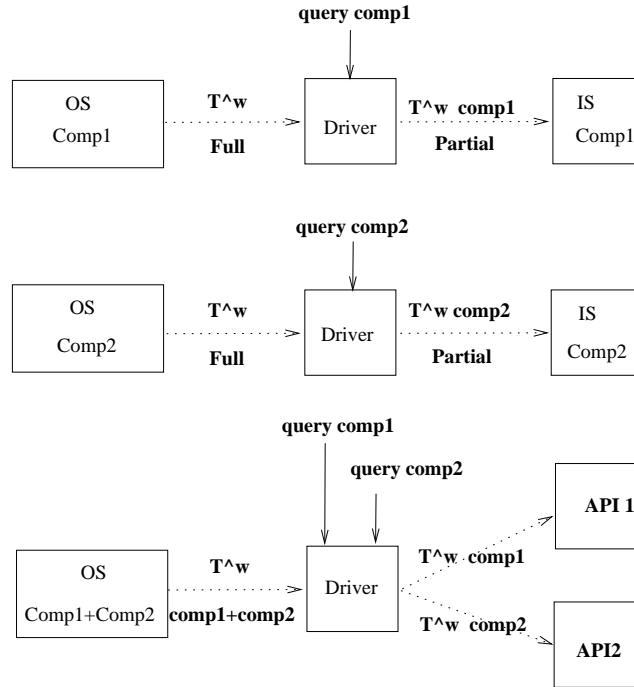 query comp1
OS
Comp1
T^w
Full
Driver
T^w comp1
Partial
IS
Comp1
query comp2
OS
Comp2
T^w
Full
Driver
T^w comp2
Partial
IS
Comp2
query comp1
query comp2
OS
Comp1+Comp2
T^w
comp1+comp2
Driver
T^w comp1
T^w comp2
API 1
API2